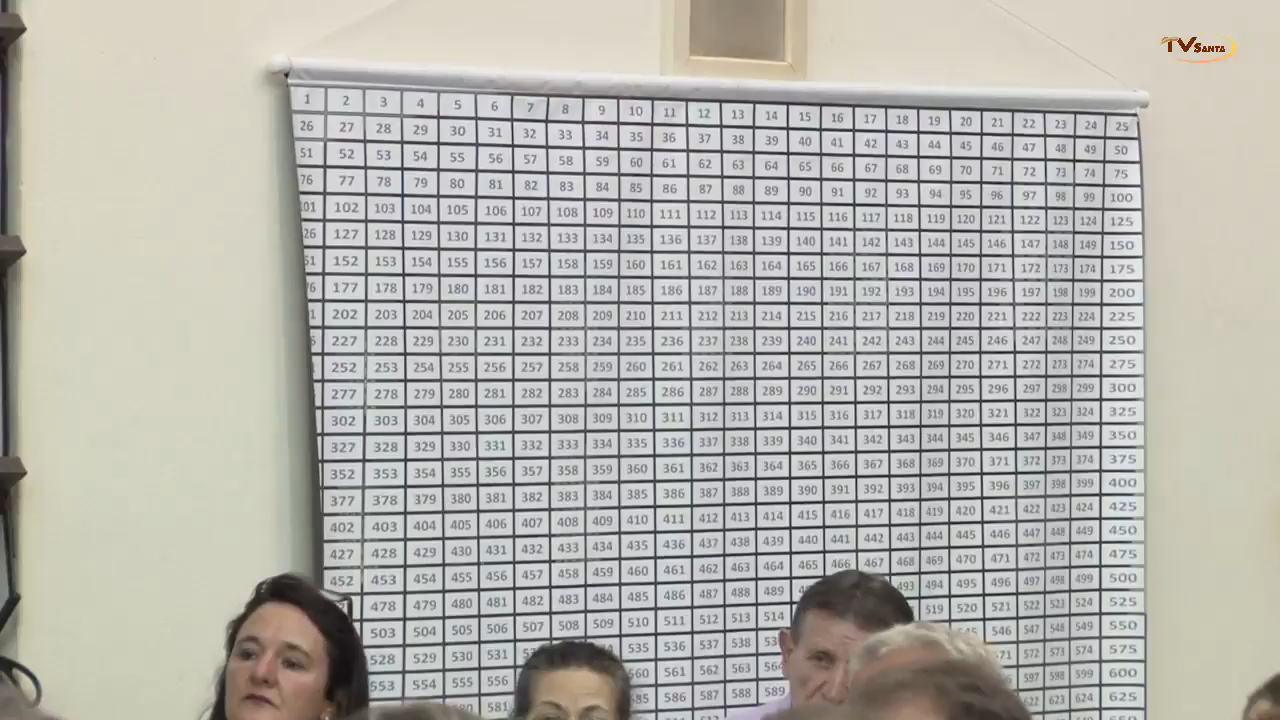 TV SANTA
1 2 3 4 5 6 7 8 9 10 11 12 13 14 15 16 17 18 19 20 21 22 23 24 25
26 27 28 29 30 31 32 33 34 35 36 37 38 39 40 41 42 43 44 45 46 47 48 49 50
51 52 53 54 55 56 57 58 59 60 61 62 63 64 65 66 67 68 69 70 71 72 73 74 75
76 77 78 79 80 81 82 83 84 85 86 87 88 89 90 91 92 93 94 95 96 97 98 99 100
101 102 103 104 105 106 107 108 109 110 111 112 113 114 115 116 117 118 119 120 121 122 123 124 125
127 128 129 130 131 132 133 134 135 136 137 138 139 140 141 142 143 144 145 146 147 148 149 150
152 153 154 155 156 157 158 159 160 161 162 163 164 165 166 167 168 169 170 171 172 173 174 175
177 178 179 180 181 182 183 184 185 186 187 188 189 190 191 192 193 194 195 196 197 198 199 200
202 203 204 205 206 207 208 209 210 211 212 213 214 215 216 217 218 219 220 221 222 223 224 225
227 228 229 230 231 232 233 234 235 236 237 238 239 240 241 242 243 244 245 246 247 248 249 250
252 253 254 255 256 257 258 259 260 261 262 263 264 265 266 267 268 269 270 271 272 273 274 275
277 278 279 280 281 282 283 284 285 286 287 288 289 290 291 292 293 294 295 296 297 298 299 300
302 303 304 305 306 307 308 309 310 311 312 313 314 315 316 317 318 319 320 321 322 323 324 325
327 328 329 330 331 332 333 334 335 336 337 338 339 340 341 342 343 344 345 346 347 348 349 350
352 353 354 355 356 357 358 359 360 361 362 363 364 365 366 367 368 369 370 371 372 373 374 375
377 378 379 380 381 382 383 384 385 386 387 388 389 390 391 392 393 394 395 396 397 398 399 400
402 403 404 405 406 407 408 409 410 411 412 413 414 415 416 417 418 419 420 421 422 423 424 425
427 428 429 430 431 432 433 434 435 436 437 438 439 440 441 442 443 444 445 446 447 448 449 450
452 453 454 455 456 457 458 459 460 461 462 463 464 465 466 467 468 469 470 471 472 473 474 475
478 479 480 481 482 483 484 485 486 487 488 489 493 494 495 496 497 498 499 500
503 504 505 506 507 508 509 510 511 512 513 514 519 520 521 522 523 524 525
528 529 530 531 535 536 537 538 545 546 547 548 549 550
553 554 555 556 560 561 562 563 564 571 572 573 574 575
581 585 586 587 588 589 597 598 599 600
622 623 624 625